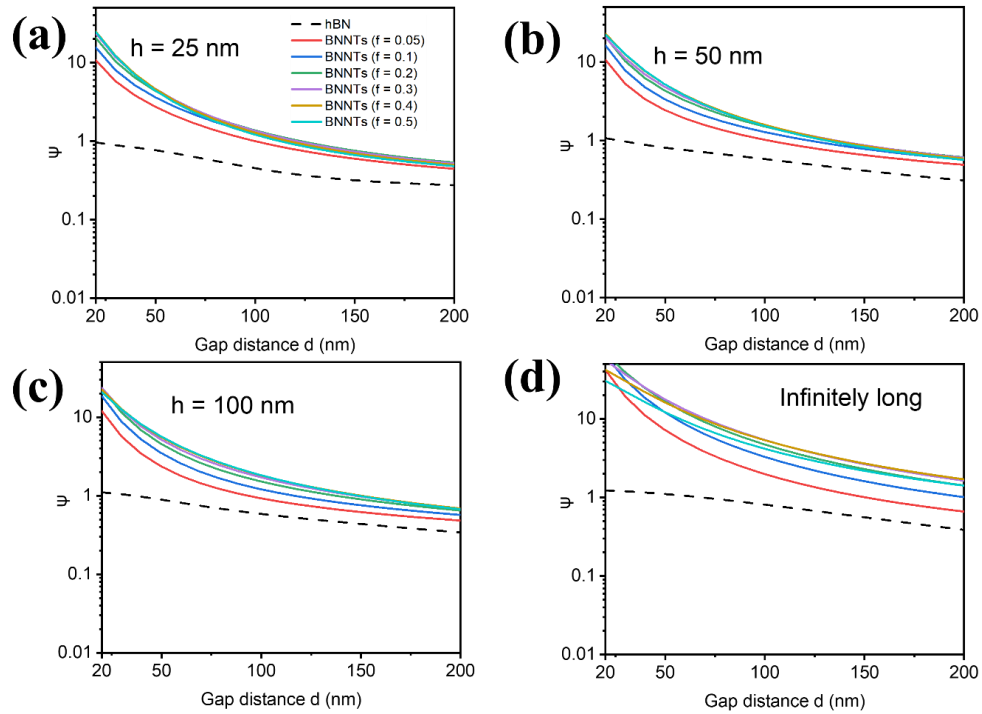 (a)
h = 25 nm
hBN
BNNTs (f = 0.05)
BNNTs (f = 0.1)
BNNTs (f = 0.2)
BNNTs (f = 0.3)
BNNTs (f = 0.4)
BNNTs (f = 0.5)
10
1
0.1
0.01
ψ
20 50 100 150 200
Gap distance d (nm)
(b)
h = 50 nm
10
1
0.1
0.01
ψ
20 50 100 150 200
Gap distance d (nm)
(c)
h = 100 nm
10
1
0.1
0.01
ψ
20 50 100 150 200
Gap distance d (nm)
(d)
Infinitely long
10
1
0.1
0.01
ψ
20 50 100 150 200
Gap distance d (nm)